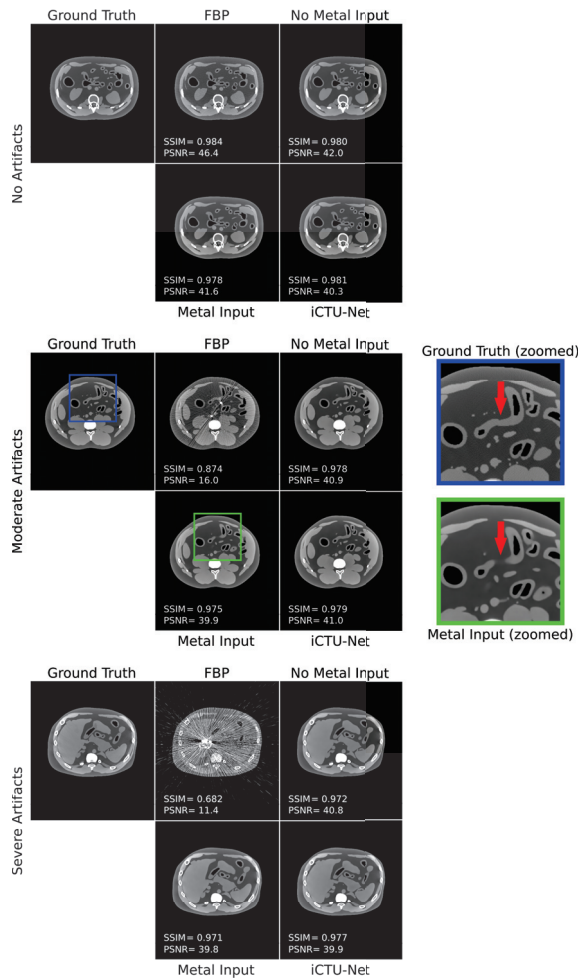 Ground Truth
FBP
No Metal Input
No Artifacts
SSIM= 0.984
PSNR= 46.4
SSIM= 0.980
PSNR= 42.0
SSIM= 0.978
PSNR= 41.6
SSIM= 0.981
PSNR= 40.3
Metal Input
iCTU-Net
Ground Truth
FBP
No Metal Input
Moderate Artifacts
SSIM= 0.874
PSNR= 16.0
SSIM= 0.978
PSNR= 40.9
SSIM= 0.975
PSNR= 39.9
SSIM= 0.979
PSNR= 41.0
Metal Input
iCTU-Net
Ground Truth (zoomed)
Metal Input (zoomed)
Ground Truth
FBP
No Metal Input
Severe Artifacts
SSIM= 0.682
PSNR= 11.4
SSIM= 0.972
PSNR= 40.8
SSIM= 0.971
PSNR= 39.8
SSIM= 0.977
PSNR= 39.9
Metal Input
iCTU-Net